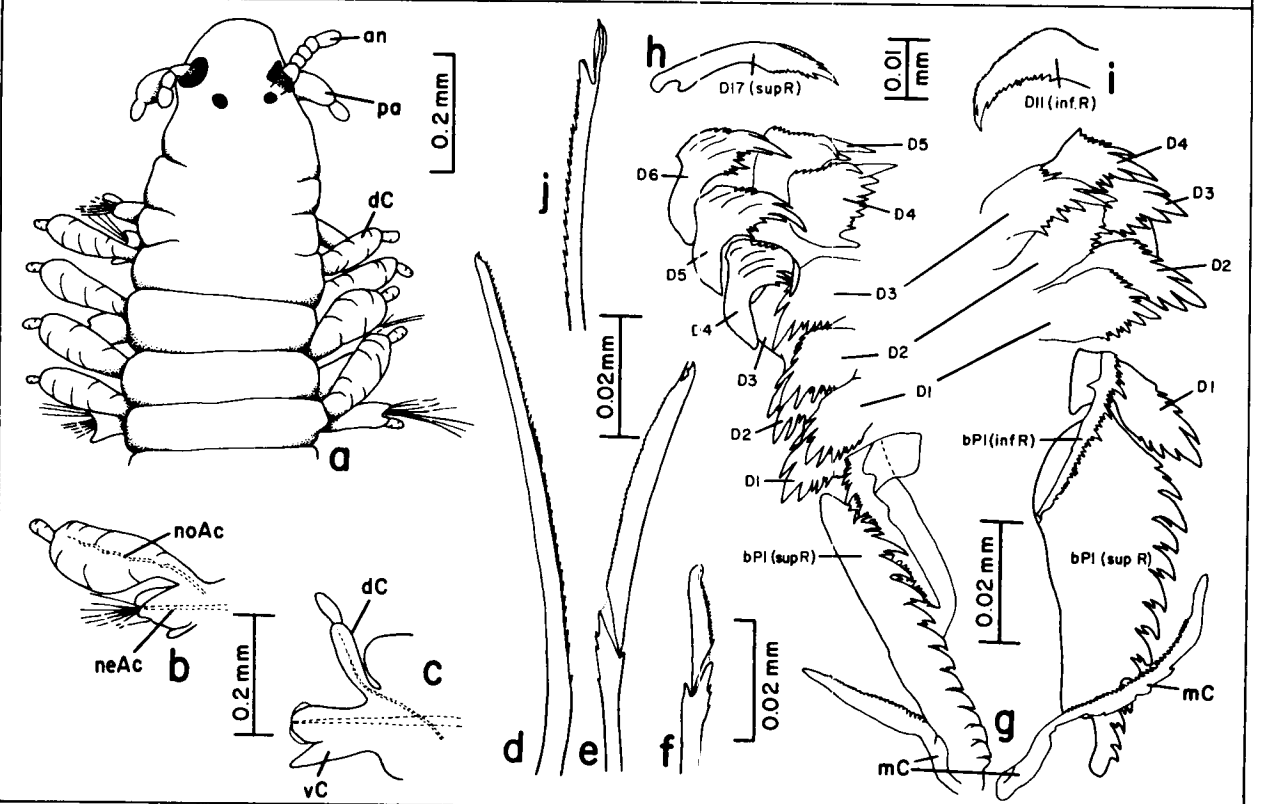 an
pa
0.2 mm
dC
a
noAc
neAc
b
0.2 mm
dC
c
vC
j
d
0.02mm
e
f
0.02 mm
h
D17 (supR)
0.01 mm
D11 (inf.R)
i
D6
D5
D4
D5
D4
D3
D2
D1
D3
D2
D1
bPl (supR)
D4
D3
D2
D1
bPl (infR)
bPl (sup R)
0.02 mm
g
mC
mC